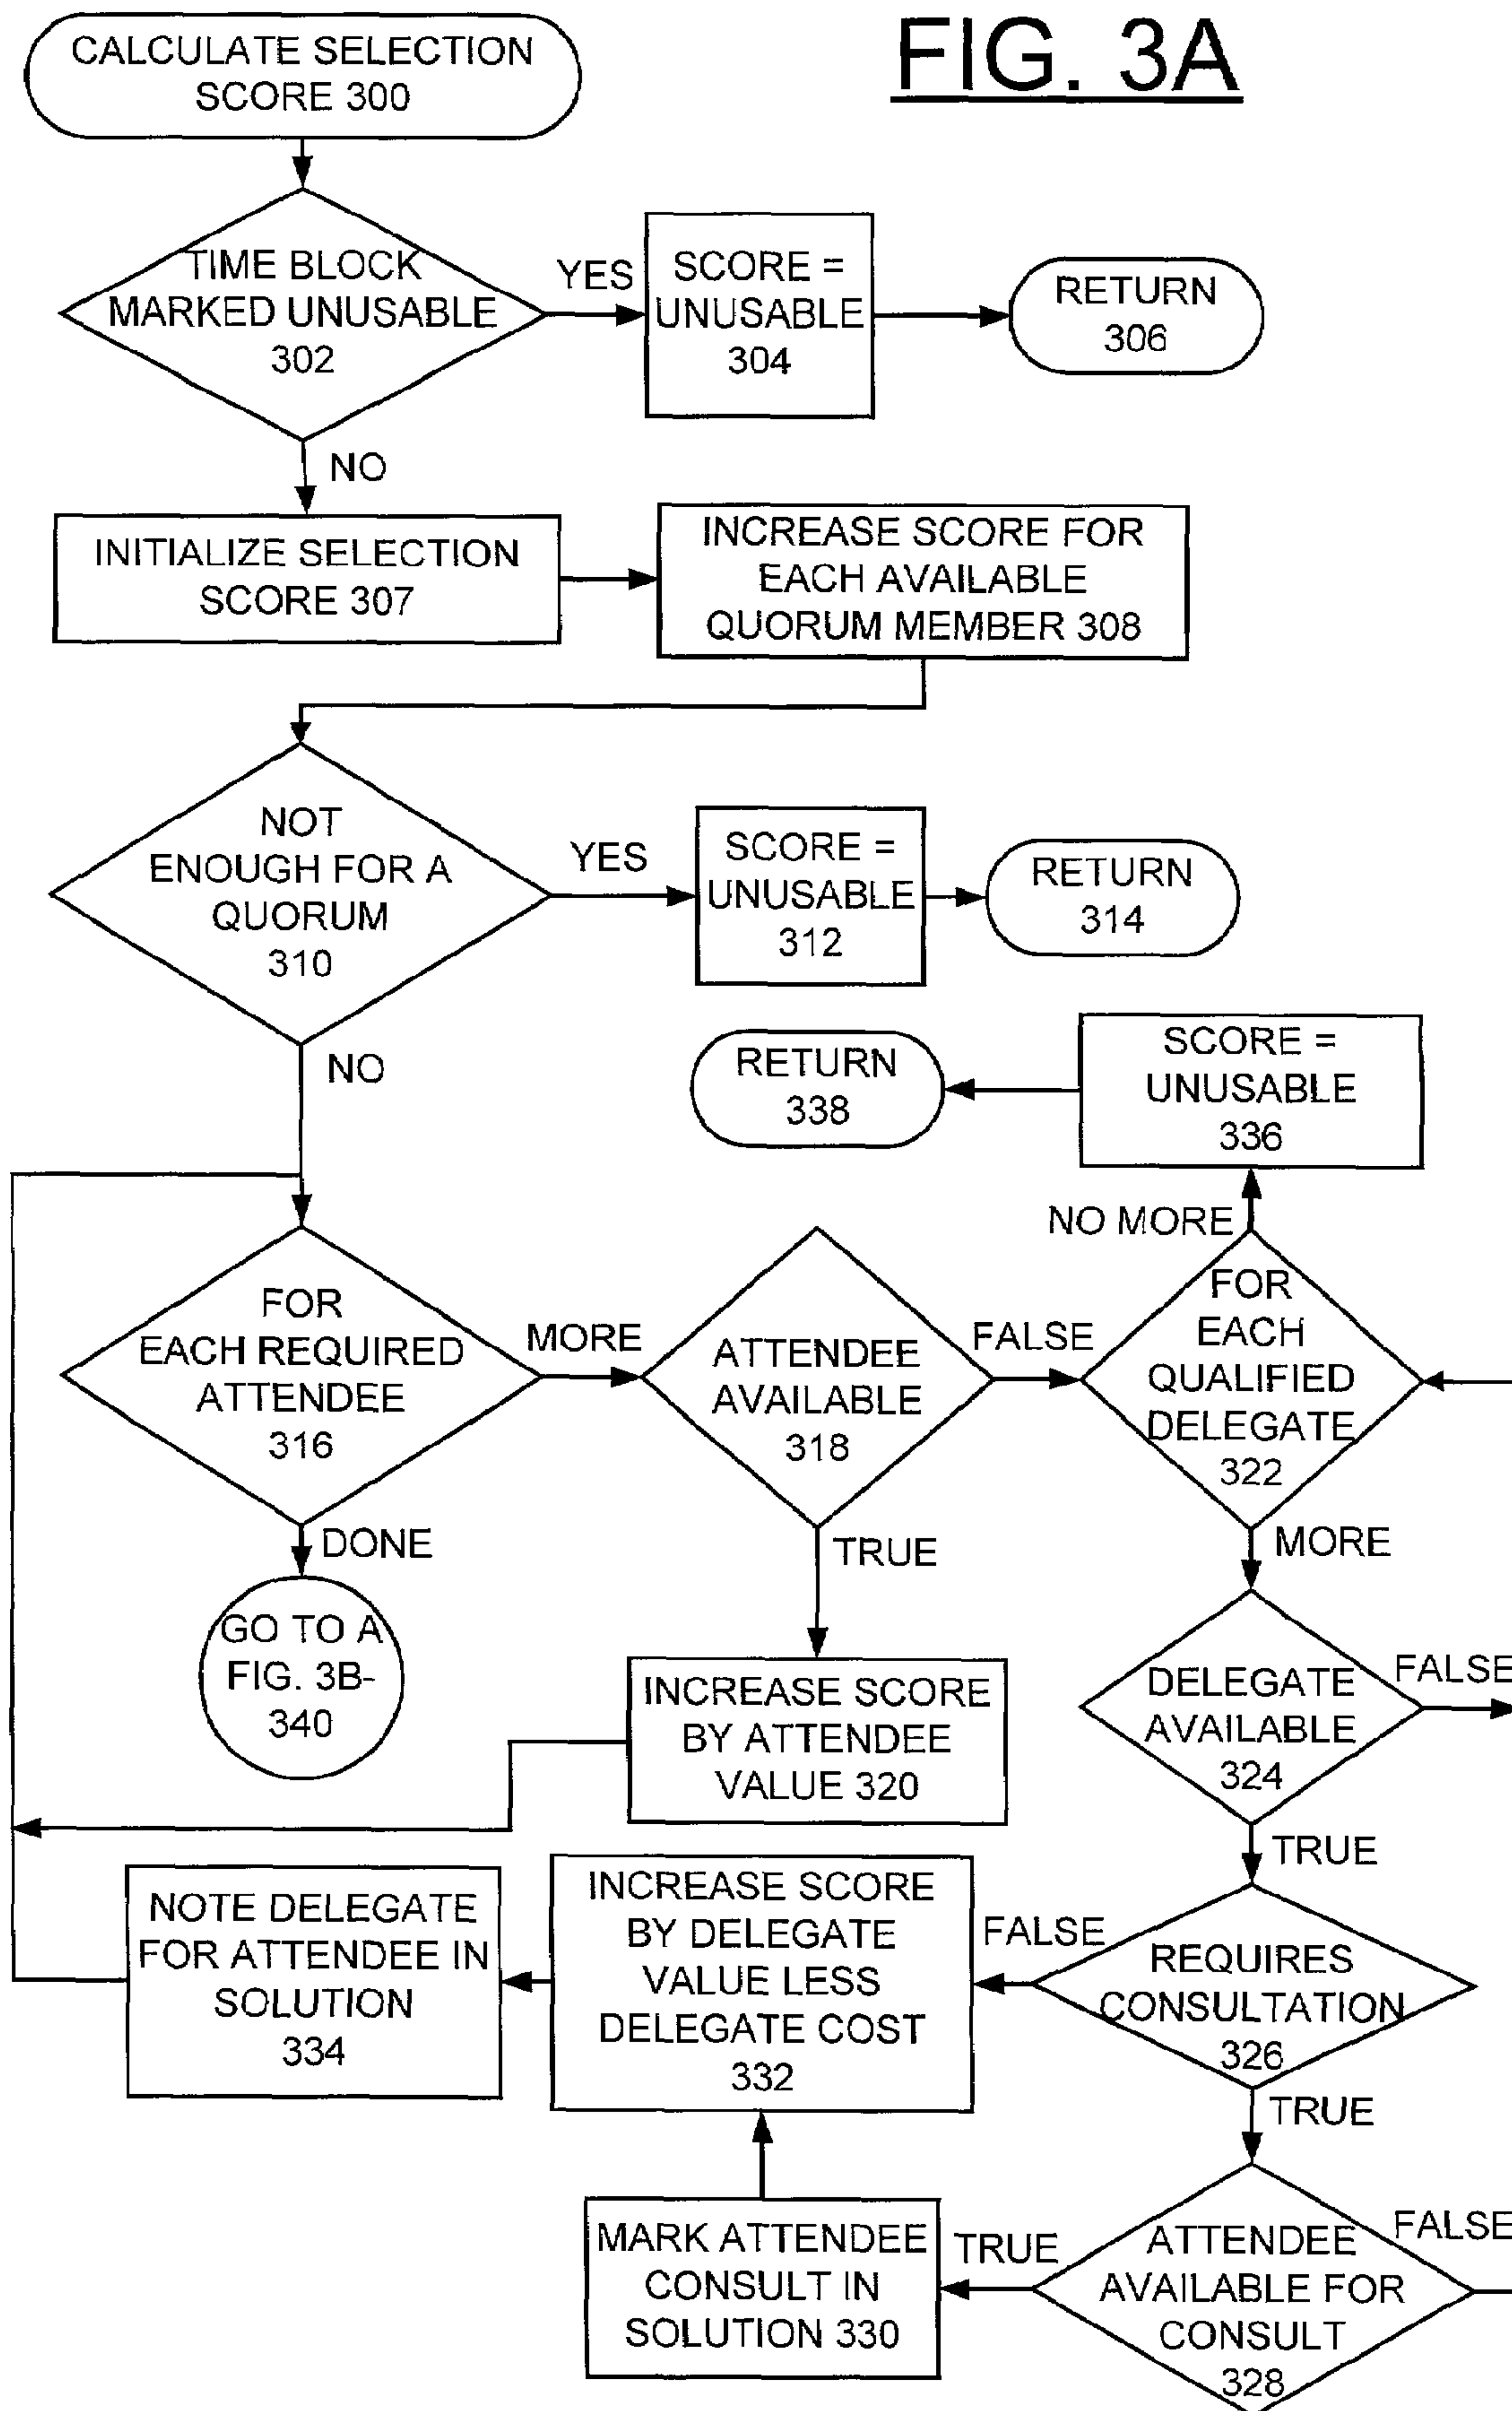 FIG. 3A
CALCULATE SELECTION
SCORE 300
TIME BLOCK
MARKED UNUSABLE
302
YES
SCORE =
UNUSABLE
304
RETURN
306
NO
INITIALIZE SELECTION
SCORE 307
INCREASE SCORE FOR
EACH AVAILABLE
QUORUM MEMBER 308
NOT
ENOUGH FOR A
QUORUM
310
YES
SCORE =
UNUSABLE
312
RETURN
314
NO
RETURN
338
SCORE =
UNUSABLE
336
NO MORE
FOR
EACH REQUIRED
ATTENDEE
316
MORE
ATTENDEE
AVAILABLE
318
FALSE
FOR
EACH
QUALIFIED
DELEGATE
322
DONE
TRUE
MORE
GO TO A
FIG. 3B-
340
INCREASE SCORE
BY ATTENDEE
VALUE 320
DELEGATE
AVAILABLE
324
FALSE
TRUE
NOTE DELEGATE
FOR ATTENDEE IN
SOLUTION
334
INCREASE SCORE
BY DELEGATE
VALUE LESS
DELEGATE COST
332
FALSE
REQUIRES
CONSULTATION
326
TRUE
MARK ATTENDEE
CONSULT IN
SOLUTION 330
TRUE
ATTENDEE
AVAILABLE FOR
CONSULT
328
FALSE